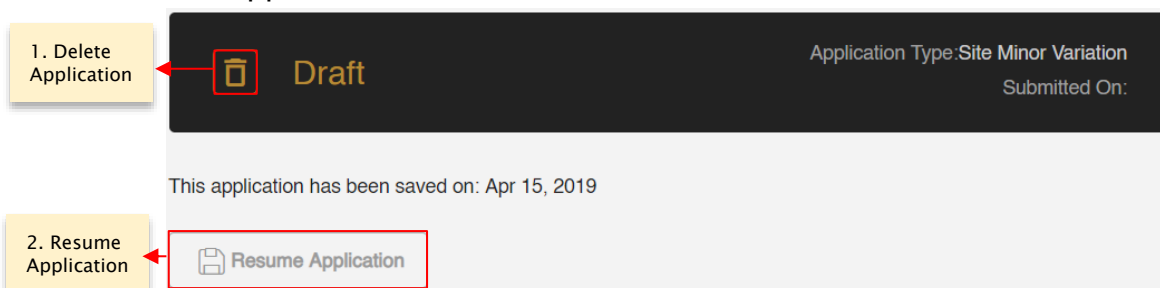 1. Delete
Application
Draft
Application Type:Site Minor Variation
Submitted On:
This application has been saved on: Apr 15, 2019
2. Resume
Application
Resume Application